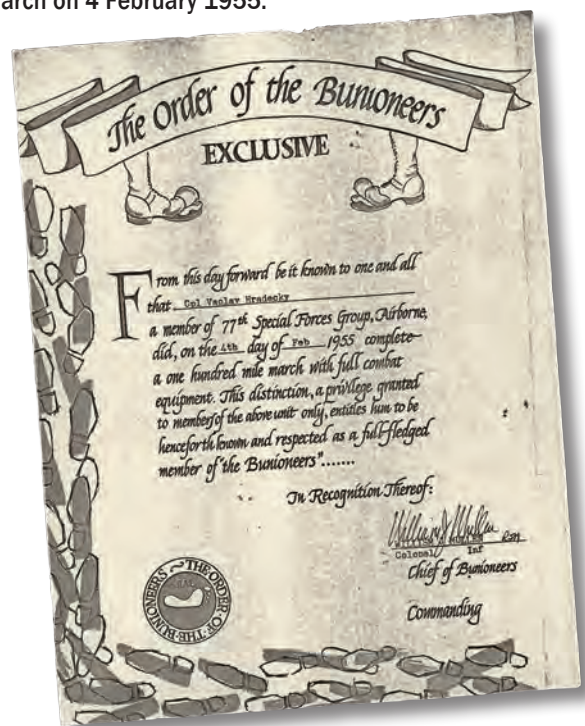 arch on 4 February 1955.
The Order of the Bunioneers
EXCLUSIVE
From this day forward be it known to one and all
that Cpl Vaclav Hradecky
a member of 77th Special Forces Group, Airborne,
did, on the 4th day of Feb 1955 complete
a one hundred mile march with full combat
equipment. This distinction, a privilege granted
to members of the above unit only, entitles him to be
henceforth known and respected as a full-fledged
member of "the Bunioneers".......
In Recognition Thereof:
Colonel Inf
Chief of Bunioneers
Commanding
THE ORDER OF THE BUNIONEERS